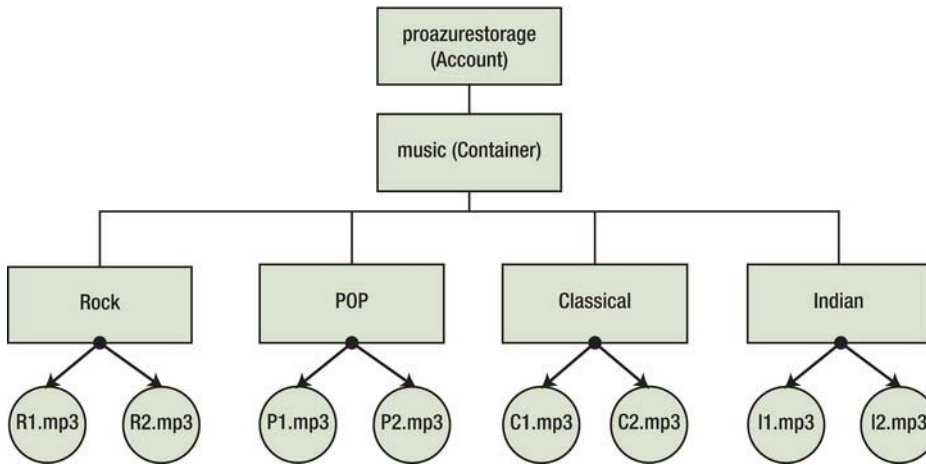 proazurestorage
(Account)
music (Container)
Rock
POP
Classical
Indian
R1.mp3
R2.mp3
P1.mp3
P2.mp3
C1.mp3
C2.mp3
I1.mp3
I2.mp3